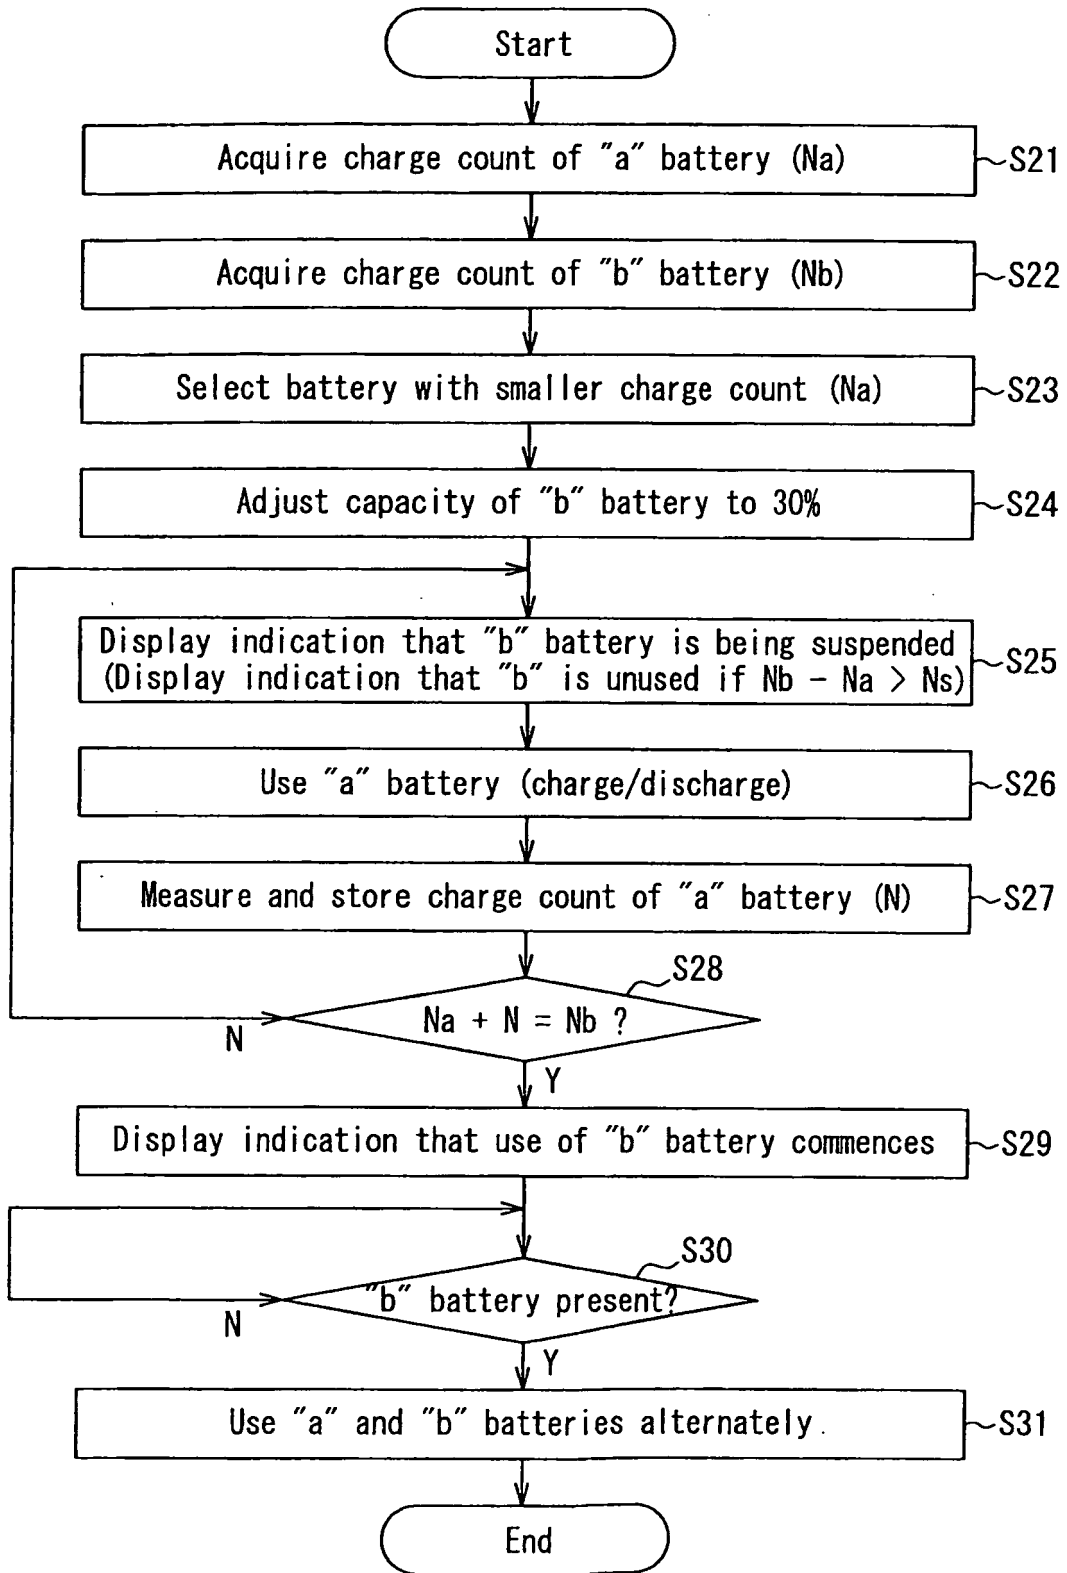 Start
Acquire charge count of "a" battery (Na)
S21
Acquire charge count of "b" battery (Nb)
S22
Select battery with smaller charge count (Na)
S23
Adjust capacity of "b" battery to 30%
S24
Display indication that "b" battery is being suspended
(Display indication that "b" is unused if Nb - Na > Ns)
S25
Use "a" battery (charge/discharge)
S26
Measure and store charge count of "a" battery (N)
S27
S28
Na + N = Nb ?
N
Y
Display indication that use of "b" battery commences
S29
S30
"b" battery present?
N
Y
Use "a" and "b" batteries alternately
S31
End